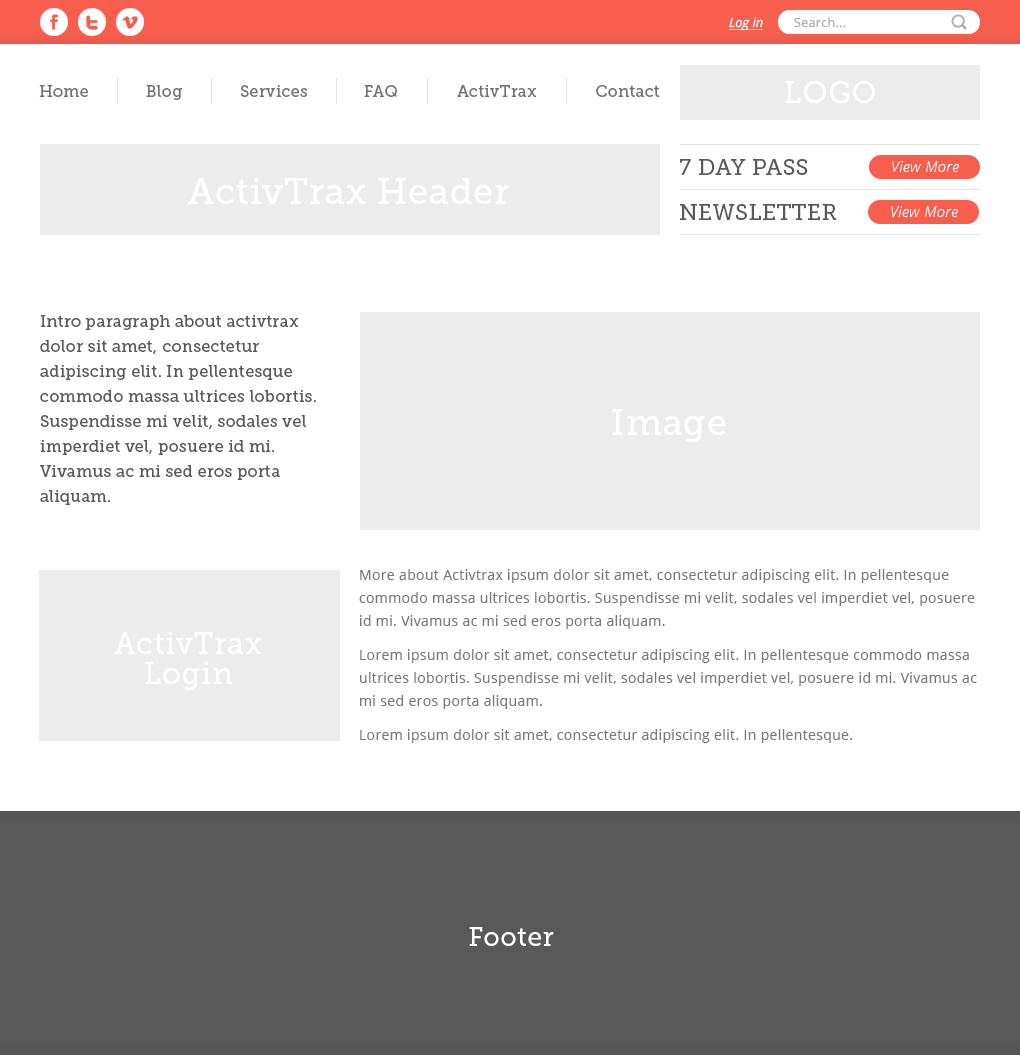 Log in
Search...
Home
Blog
Services
FAQ
ActivTrax
Contact
LOGO
ActivTrax Header
7 DAY PASS
View More
NEWSLETTER
View More
Intro paragraph about activtrax
dolor sit amet, consectetur
adipiscing elit. In pellentesque
commodo massa ultrices lobortis.
Suspendisse mi velit, sodales vel
imperdiet vel, posuere id mi.
Vivamus ac mi sed eros porta
aliquam.
Image
ActivTrax
Login
More about Activtrax ipsum dolor sit amet, consectetur adipiscing elit. In pellentesque
commodo massa ultrices lobortis. Suspendisse mi velit, sodales vel imperdiet vel, posuere
id mi. Vivamus ac mi sed eros porta aliquam.
Lorem ipsum dolor sit amet, consectetur adipiscing elit. In pellentesque commodo massa
ultrices lobortis. Suspendisse mi velit, sodales vel imperdiet vel, posuere id mi. Vivamus ac
mi sed eros porta aliquam.
Lorem ipsum dolor sit amet, consectetur adipiscing elit. In pellentesque.
Footer